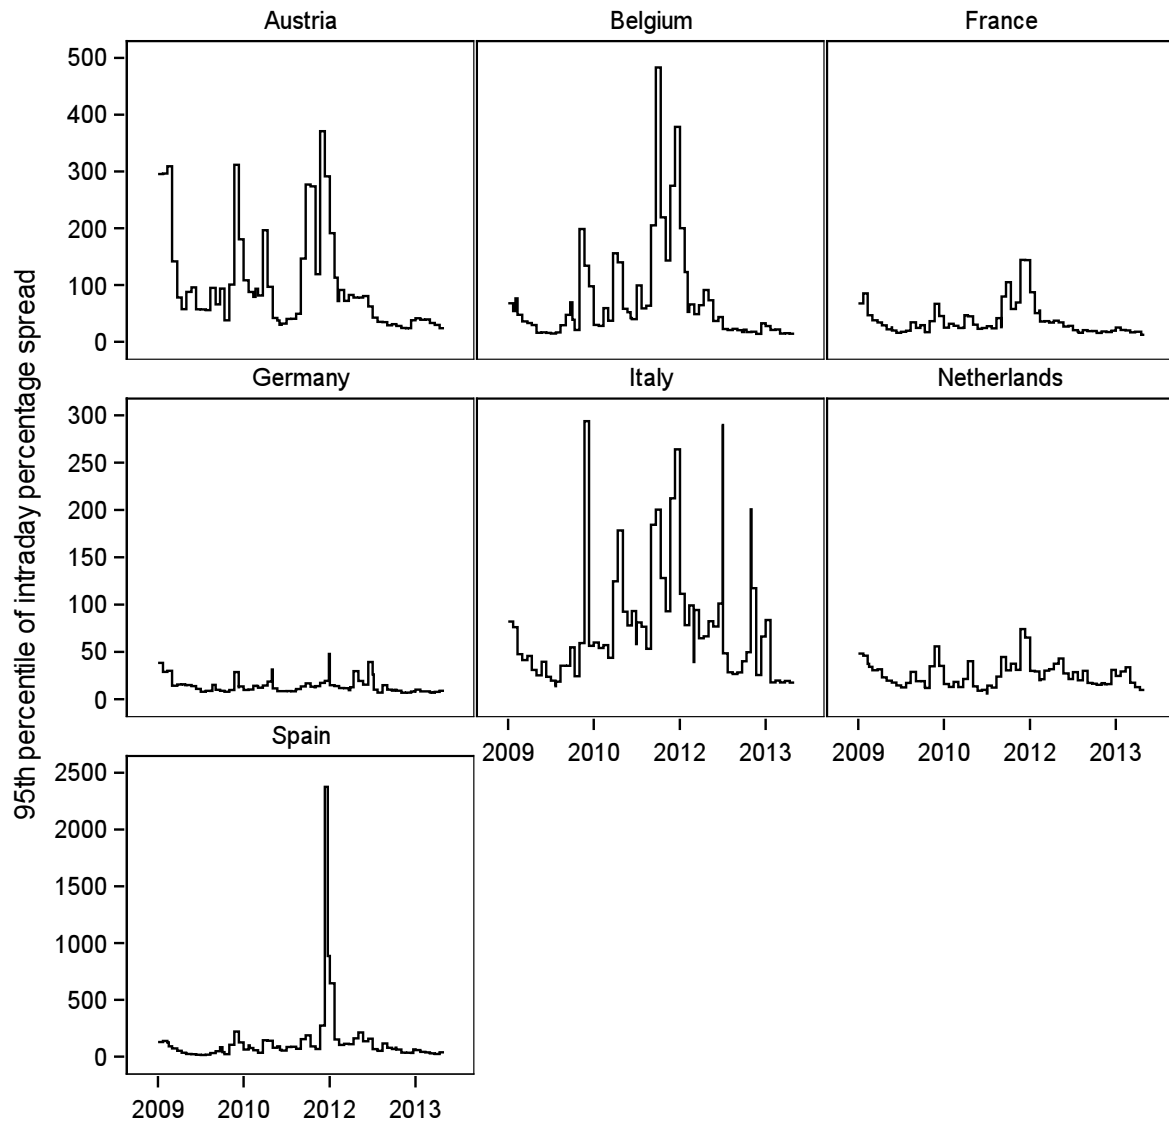 Austria
Belgium
France
95th percentile of intraday percentage spread
500
400
300
200
100
0
Germany
Italy
Netherlands
300
250
200
150
100
50
0
Spain
2009 2010 2012 2013
2009 2010 2012 2013
2500
2000
1500
1000
500
0
2009 2010 2012 2013